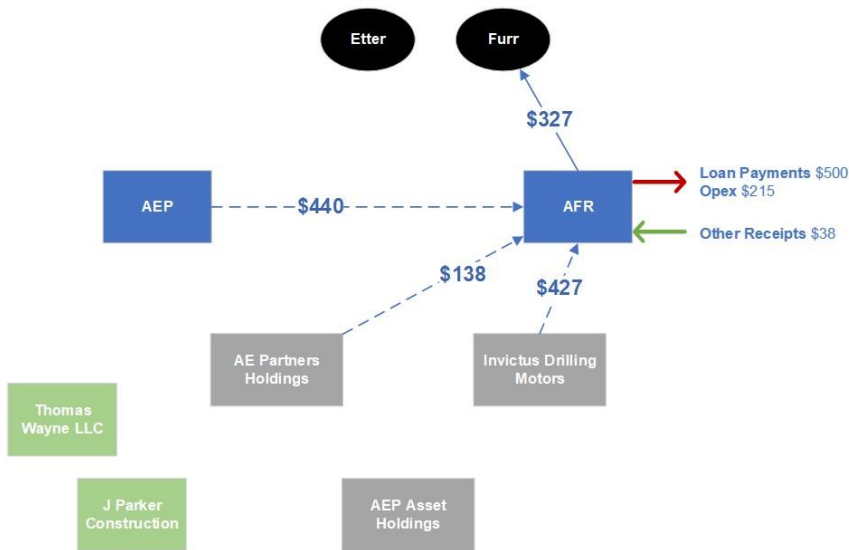 Etter
Furr
$327
Loan Payments $500
Opex $215
AEP
$440
AFR
Other Receipts $38
$138
$427
AE Partners
Holdings
Invictus Drilling
Motors
Thomas
Wayne LLC
J Parker
Construction
AEP Asset
Holdings